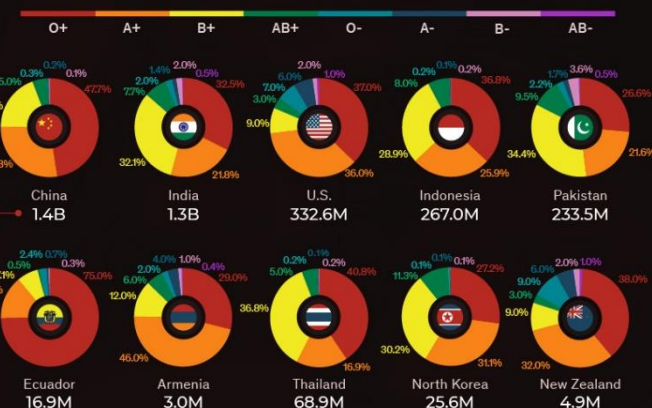 O+ A+ B+ AB+ O- A- B- AB-
0.2%
0.3% 0.1%
5.0% 47.7%
China
1.4B
2.0%
1.4% 0.5%
2.0% 32.5%
7.7%
32.1%
21.8%
India
1.3B
2.0%
6.0% 1.0%
7.0% 37.0%
3.0%
9.0%
36.0%
U.S.
332.6M
0.1%
0.2% 0.2%
8.0% 36.8%
28.9%
25.9%
Indonesia
267.0M
3.6%
1.7% 0.5%
2.2% 26.6%
9.5%
34.4% 21.6%
Pakistan
233.5M
2.4% 0.7%
0.5% 0.3%
75.0%
Ecuador
16.9M
4.0% 1.0%
2.0% 0.4%
6.0% 29.0%
12.0%
46.0%
Armenia
3.0M
0.1%
0.2% 0.2%
5.0% 40.8%
36.8%
16.9%
Thailand
68.9M
0.1% 0.1%
0.1% 27.2%
11.3%
30.2% 31.1%
North Korea
25.6M
6.0% 2.0% 1.0%
9.0% 38.0%
3.0%
9.0%
32.0%
New Zealand
4.9M